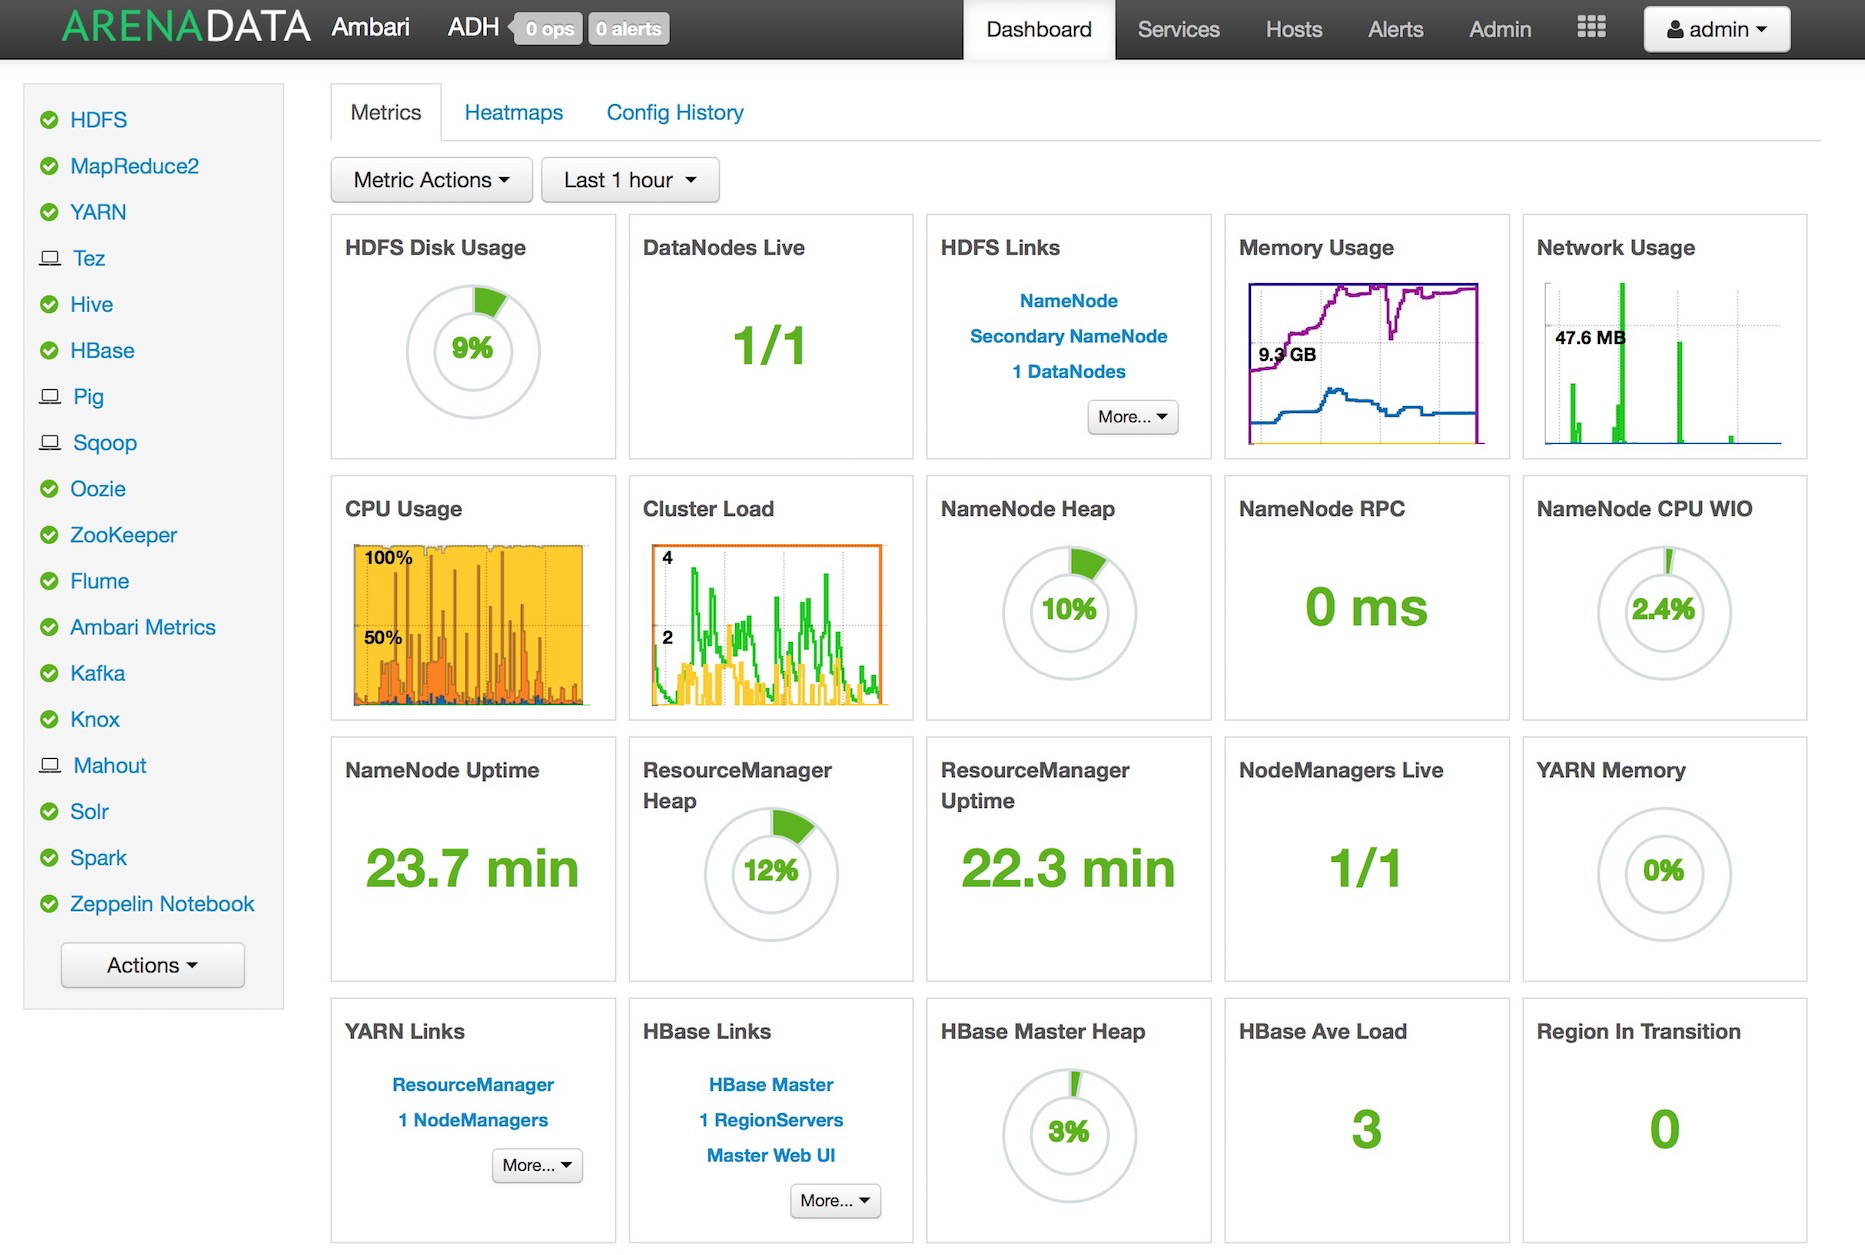 ARENADATA Ambari ADH 0 ops 0 alerts Dashboard Services Hosts Alerts Admin admin
HDFS
MapReduce2
YARN
Tez
Hive
HBase
Pig
Sqoop
Oozie
ZooKeeper
Flume
Ambari Metrics
Kafka
Knox
Mahout
Solr
Spark
Zeppelin Notebook
Actions
Metrics Heatmaps Config History
Metric Actions Last 1 hour
HDFS Disk Usage
9%
DataNodes Live
1/1
HDFS Links
NameNode
Secondary NameNode
1 DataNodes
More...
Memory Usage
9.3 GB
Network Usage
47.6 MB
CPU Usage
100%
50%
Cluster Load
4
2
NameNode Heap
10%
NameNode RPC
0 ms
NameNode CPU WIO
2.4%
NameNode Uptime
23.7 min
ResourceManager
Heap
12%
ResourceManager
Uptime
22.3 min
NodeManagers Live
1/1
YARN Memory
0%
YARN Links
ResourceManager
1 NodeManagers
More...
HBase Links
HBase Master
1 RegionServers
Master Web UI
More...
HBase Master Heap
3%
HBase Ave Load
3
Region In Transition
0